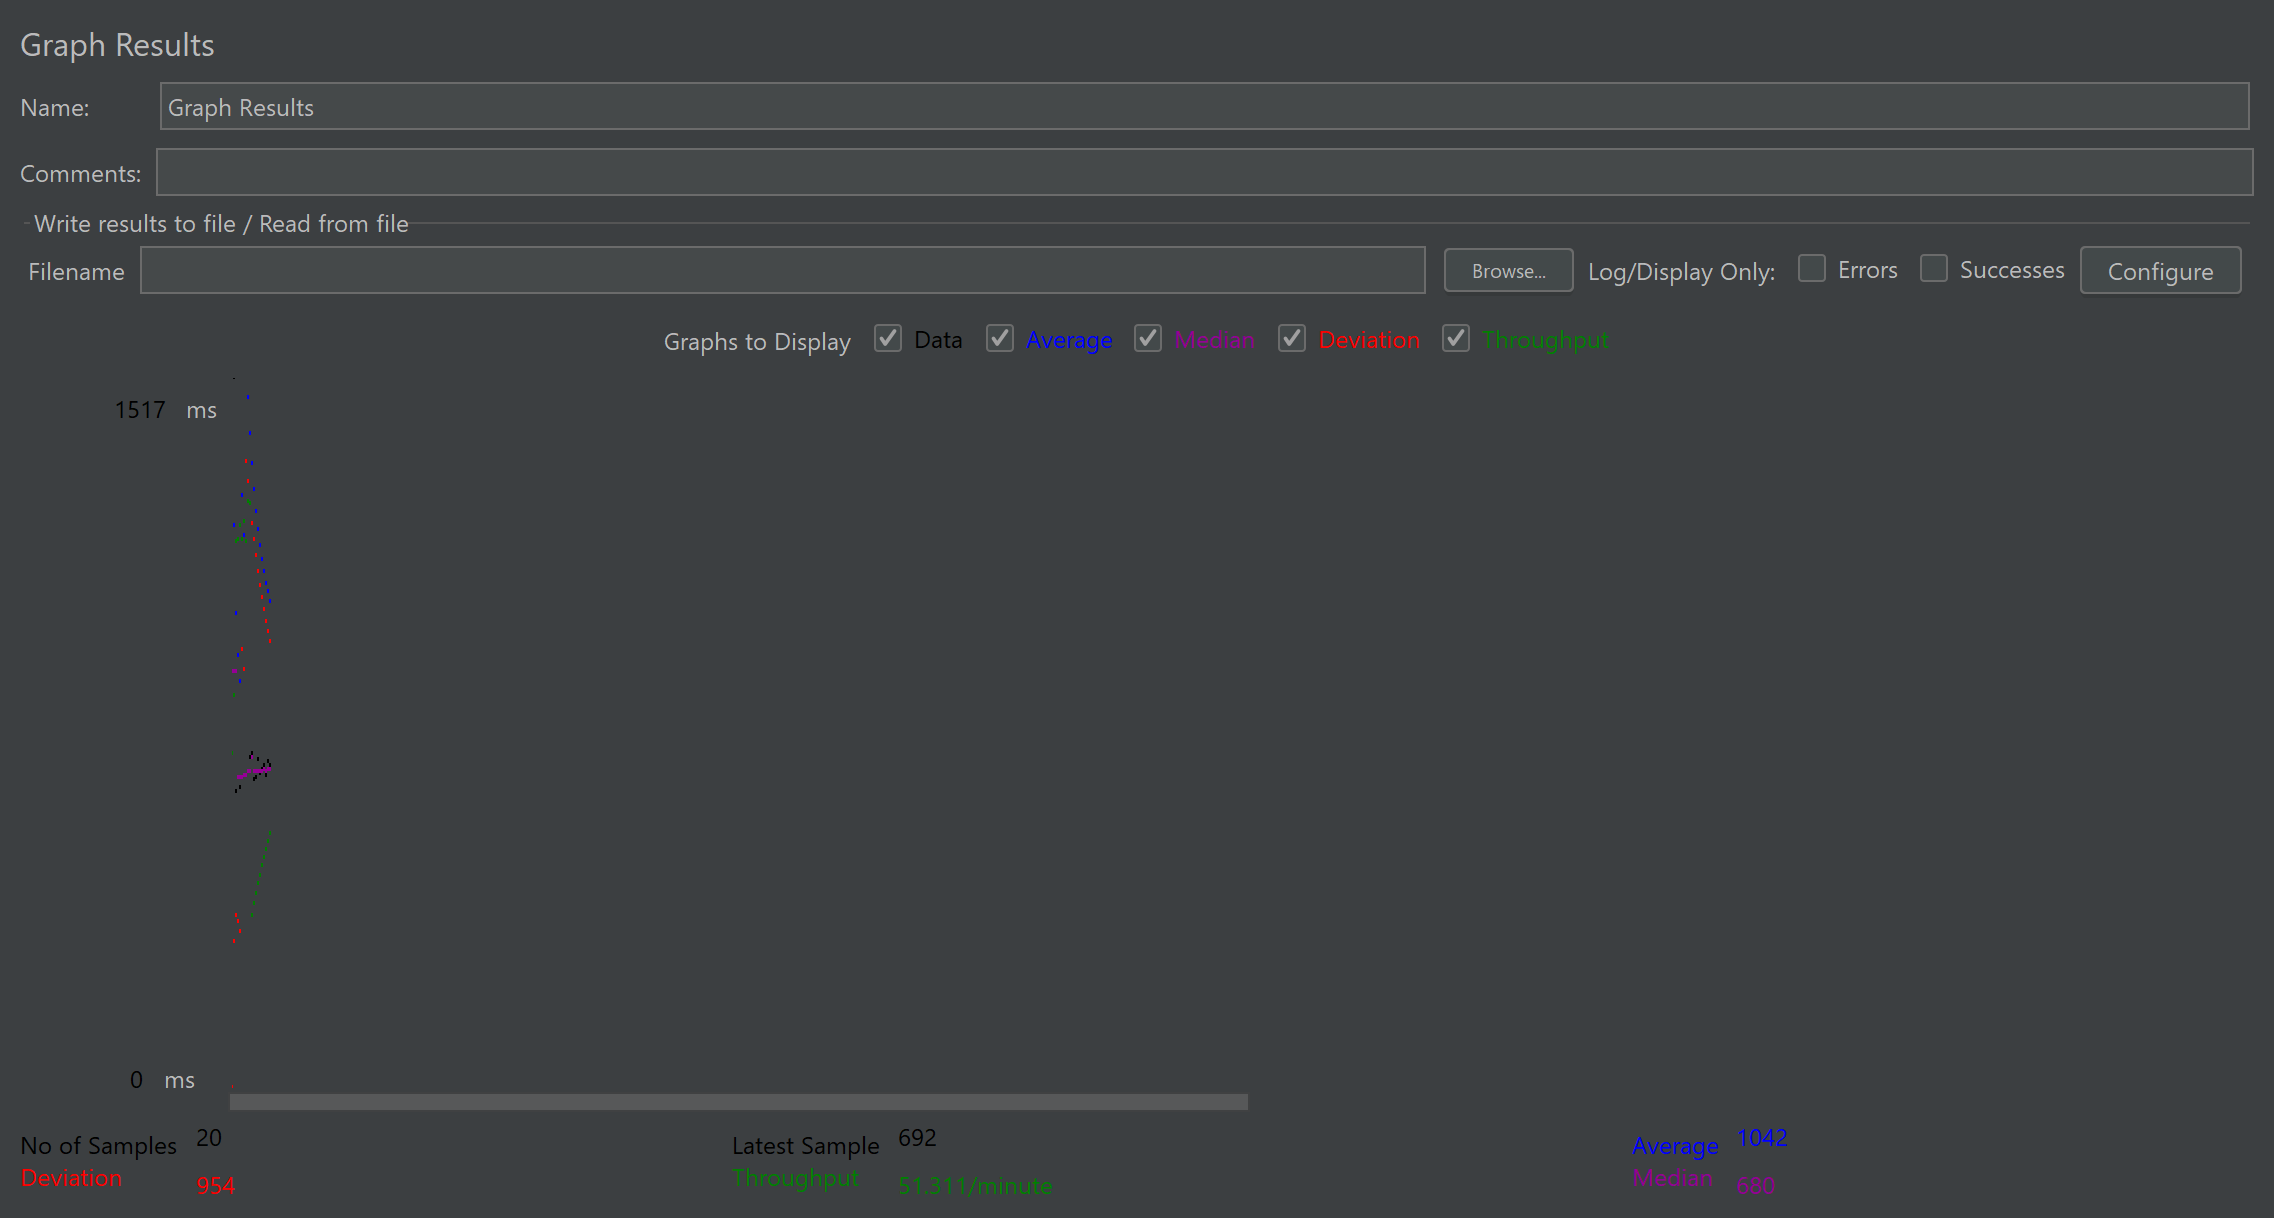 Graph Results
Name: Graph Results
Comments:
Write results to file / Read from file
Filename Browse... Log/Display Only: Errors Successes Configure
Graphs to Display Data Average Median Deviation Throughput
1517 ms
0 ms
No of Samples 20 Latest Sample 692 Average 1042
Deviation 954 Throughput 51.311/minute Median 680